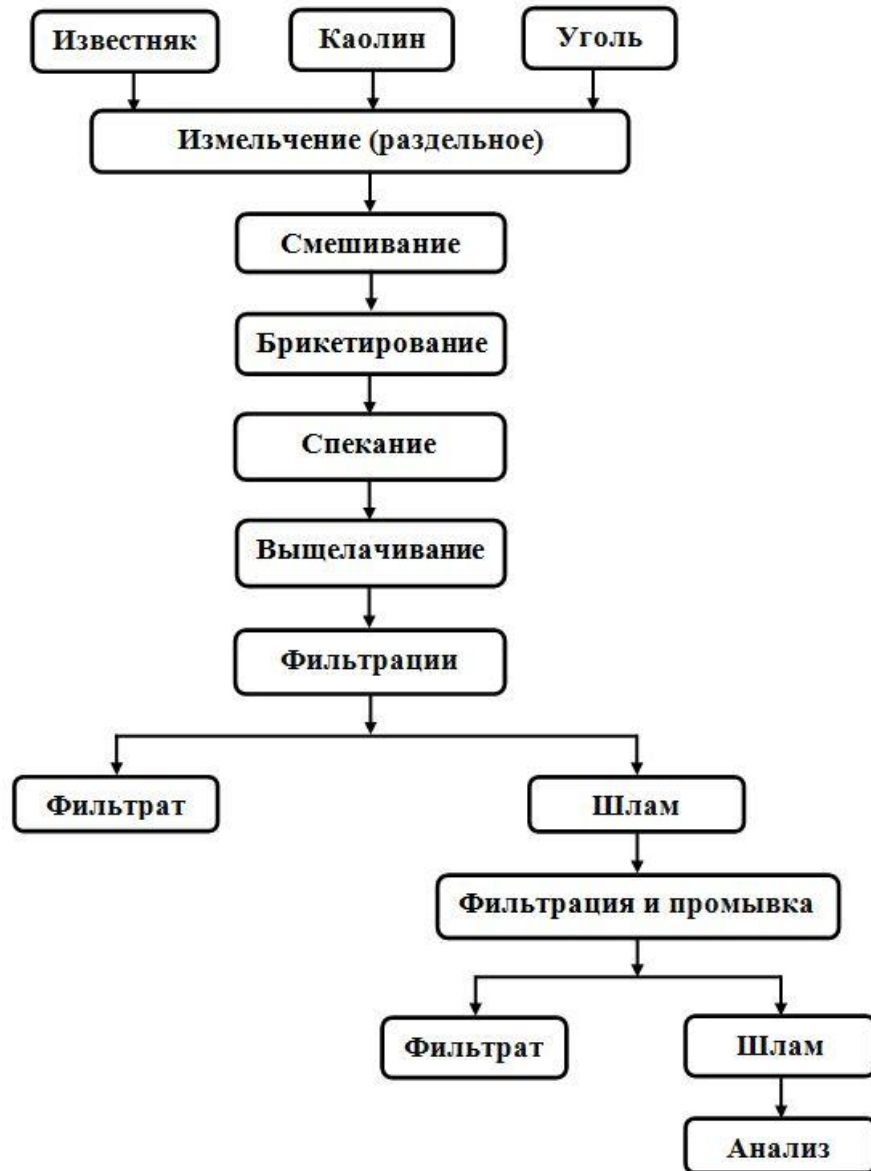 Известняк
Каолин
Уголь
Измельчение (раздельное)
Смешивание
Брикетирование
Спекание
Выщелачивание
Фильтрации
Фильтрат
Шлам
Фильтрация и промывка
Фильтрат
Шлам
Анализ